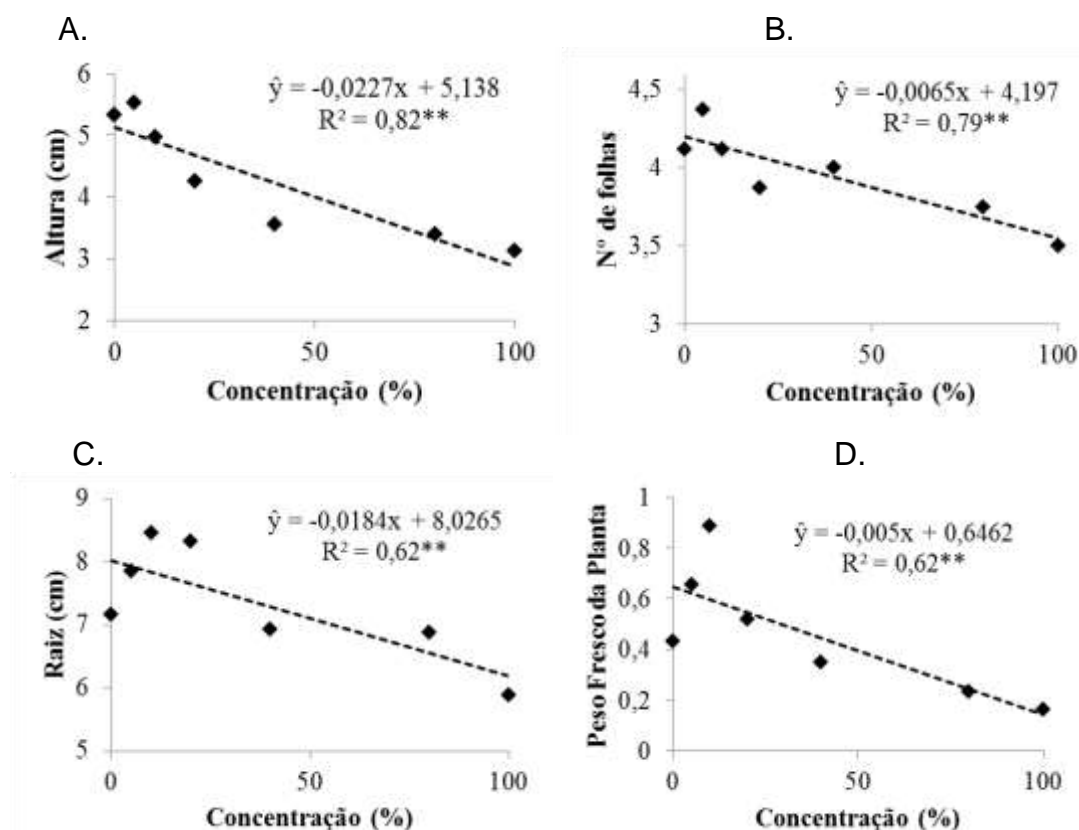 A.
ŷ = -0,0227x + 5,138
R² = 0,82**
Altura (cm)
6
5
4
3
2
0
50
100
Concentração (%)
B.
ŷ = -0,0065x + 4,197
R² = 0,79**
Nº de folhas
4,5
4
3,5
3
0
50
100
Concentração (%)
C.
ŷ = -0,0184x + 8,0265
R² = 0,62**
Raiz (cm)
9
8
7
6
5
0
50
100
Concentração (%)
D.
ŷ = -0,005x + 0,6462
R² = 0,62**
Peso Fresco da Planta
1
0,8
0,6
0,4
0,2
0
0
50
100
Concentração (%)